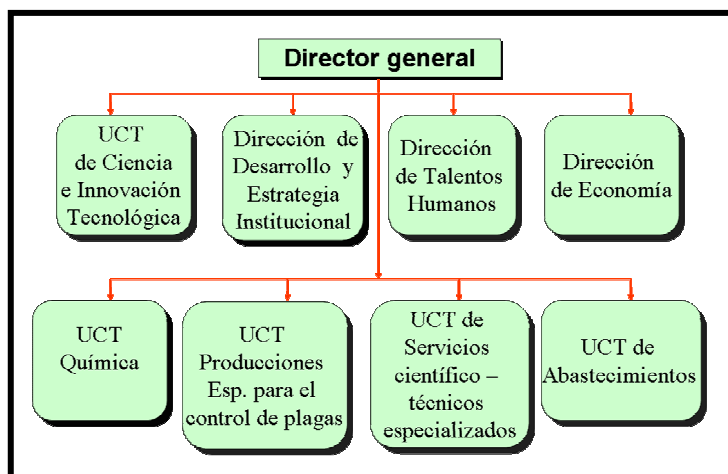 Director general
UCT
de Ciencia
e Innovación
Tecnológica
Dirección de
Desarrollo y
Estrategia
Institucional
Dirección
de Talentos
Humanos
Dirección
de Economía
UCT
Química
UCT
Producciones
Esp. para el
control de plagas
UCT de
Servicios
científico –
técnicos
especializados
UCT de
Abastecimientos